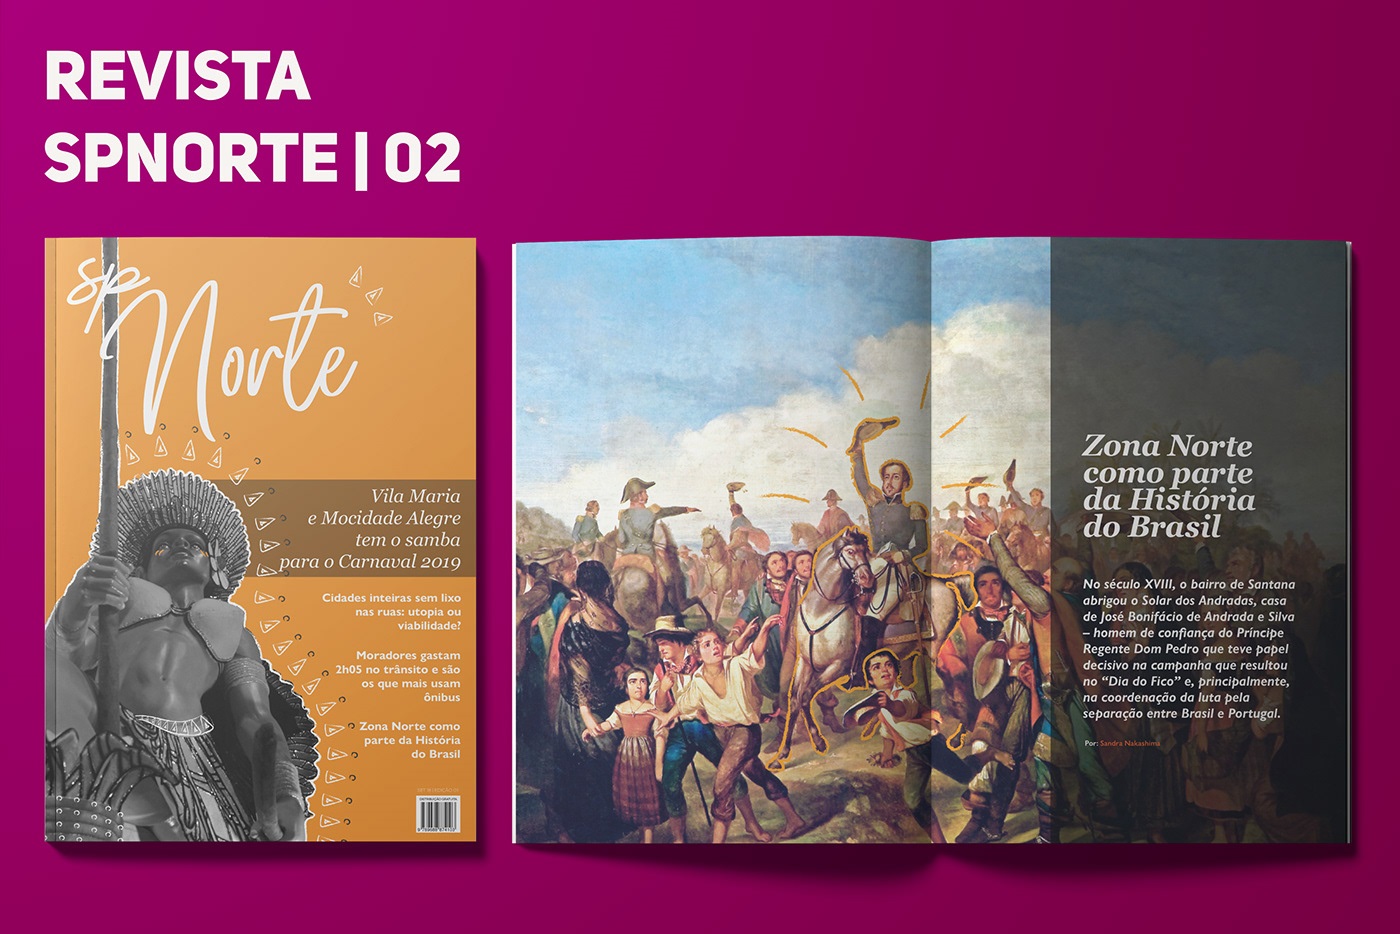 REVISTA
SPNORTE | 02
sp
Norte
Vila Maria
e Mocidade Alegre
tem o samba
para o Carnaval 2019
Cidades inteiras sem lixo
nas ruas: utopia ou
viabilidade?
Moradores gastam
2h05 no trânsito e são
os que mais usam
ônibus
Zona Norte como
parte da História
do Brasil
DISTRIBUIÇÃO GRATUITA
Zona Norte
como parte
da História
do Brasil
No século XVIII, o bairro de Santana
abrigou o Solar dos Andradas, casa
de José Bonifácio de Andrada e Silva
– homem de confiança do Príncipe
Regente Dom Pedro que teve papel
decisivo na campanha que resultou
no “Dia do Fico” e, principalmente,
na coordenação da luta pela
separação entre Brasil e Portugal.
Por: Sandra Nakashima